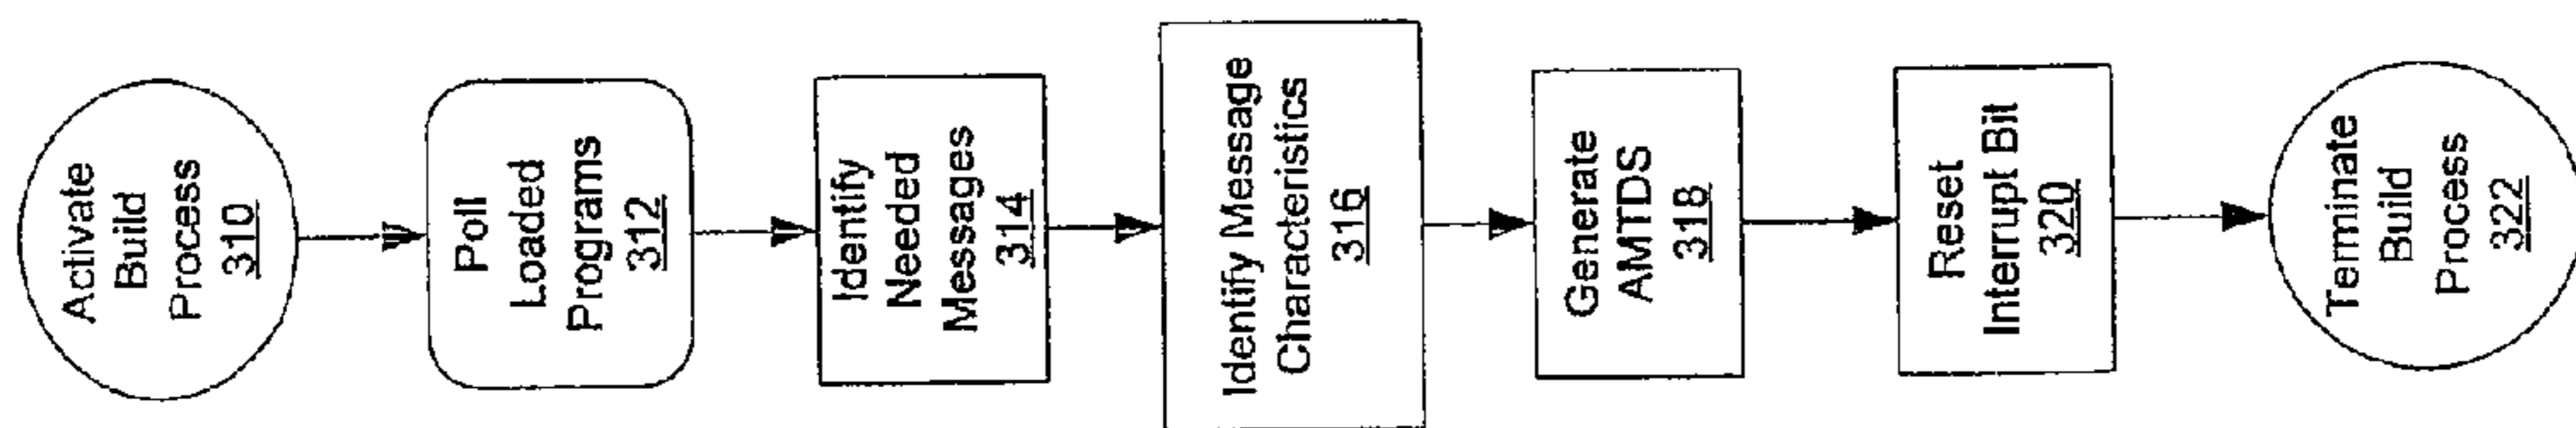 Activate
Build
Process
310
Poll
Loaded
Programs
312
Identify
Needed
Messages
314
Identify Message
Characteristics
316
Generate
AMTDS
318
Reset
Interrupt Bit
320
Terminate
Build
Process
322